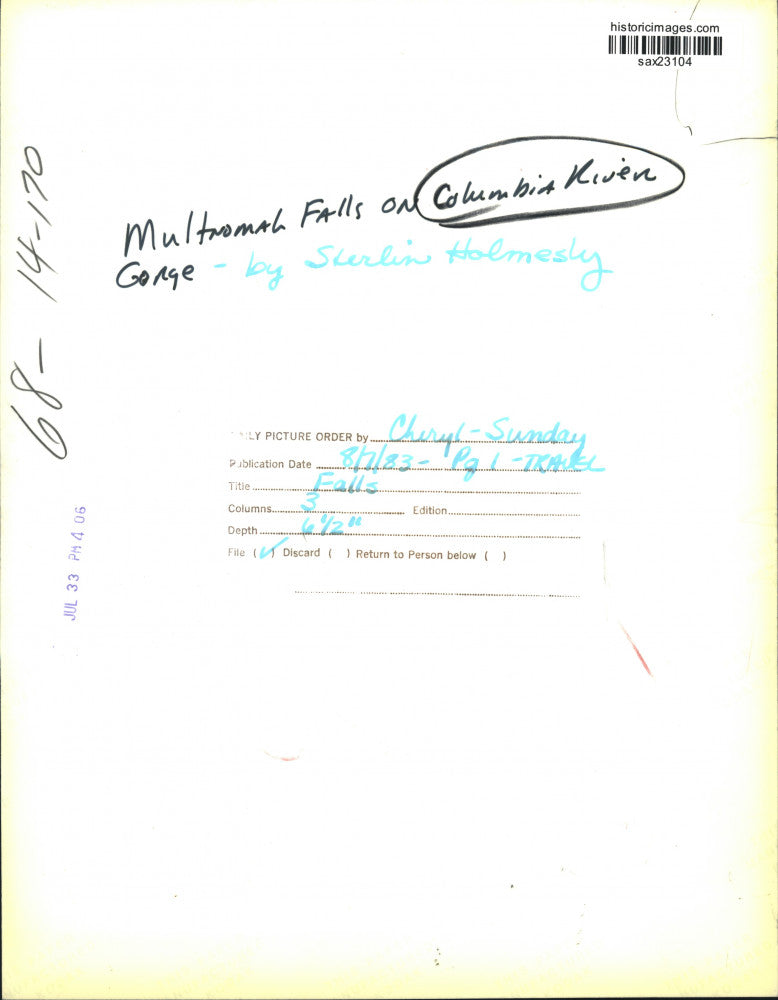 historicimages.com
sax23104
Multnomah Falls on Columbia River
Gorge - by Sterlin Holmesly
68- 14-170
JUL 33 PM 4 06
LY PICTURE ORDER by Cheryl - Sunday
Publication Date 8/7/83 - Pg 1 - TRAVEL
Title Falls
Columns 3 Edition
Depth 6 1/2"
File (✓) Discard ( ) Return to Person below ( )